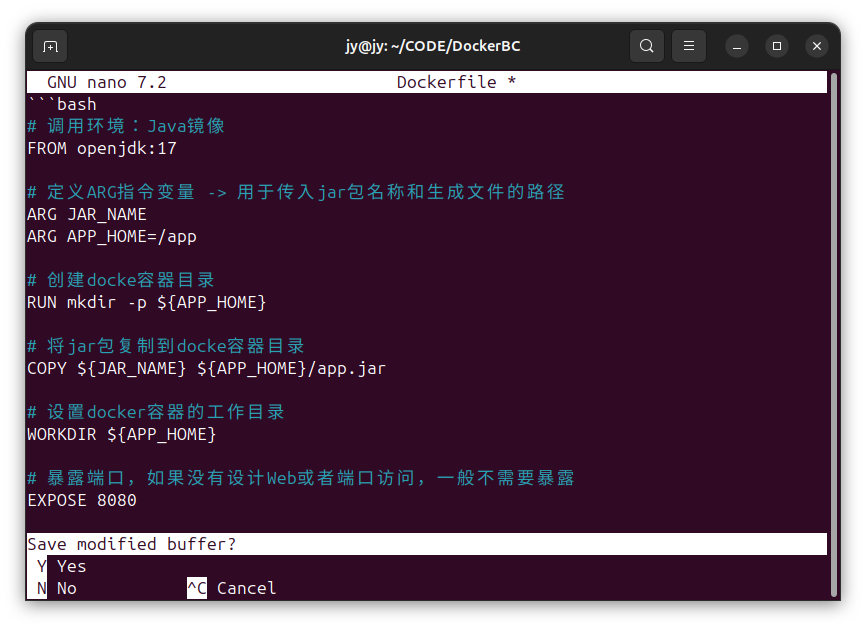 jy@jy: ~/CODE/DockerBC
GNU nano 7.2 Dockerfile *
```bash
# 调用环境：Java镜像
FROM openjdk:17
# 定义ARG指令变量 -> 用于传入jar包名称和生成文件的路径
ARG JAR_NAME
ARG APP_HOME=/app
# 创建docke容器目录
RUN mkdir -p ${APP_HOME}
# 将jar包复制到docke容器目录
COPY ${JAR_NAME} ${APP_HOME}/app.jar
# 设置docker容器的工作目录
WORKDIR ${APP_HOME}
# 暴露端口，如果没有设计Web或者端口访问，一般不需要暴露
EXPOSE 8080
Save modified buffer?
Y Yes
N No ^C Cancel